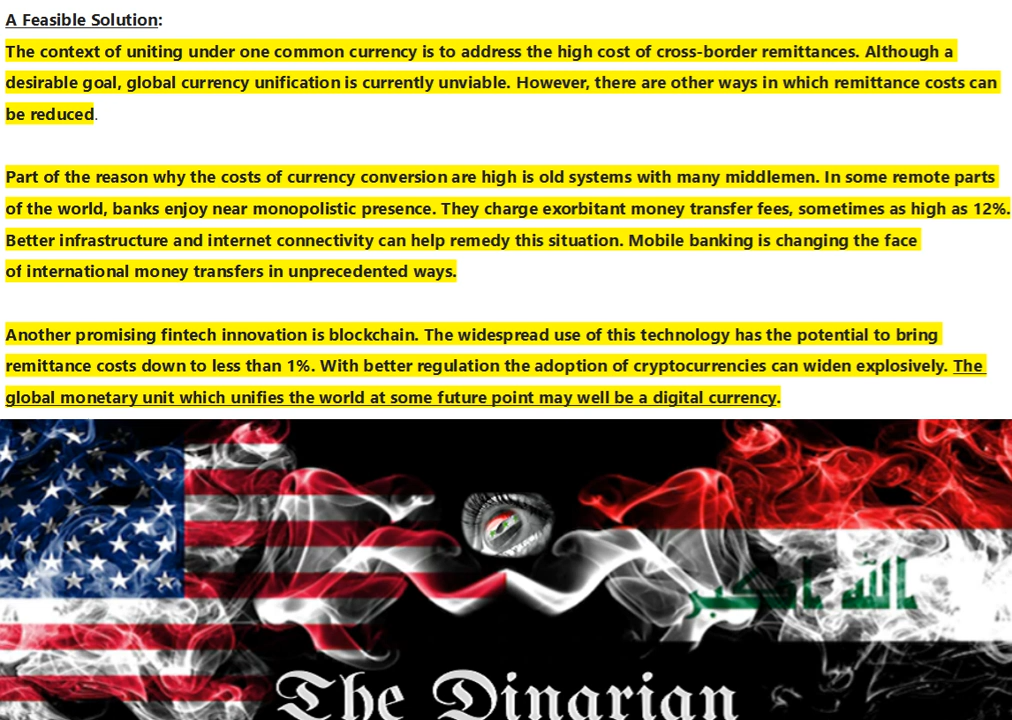 A Feasible Solution:
The context of uniting under one common currency is to address the high cost of cross-border remittances. Although a
desirable goal, global currency unification is currently unviable. However, there are other ways in which remittance costs can
be reduced.
Part of the reason why the costs of currency conversion are high is old systems with many middlemen. In some remote parts
of the world, banks enjoy near monopolistic presence. They charge exorbitant money transfer fees, sometimes as high as 12%.
Better infrastructure and internet connectivity can help remedy this situation. Mobile banking is changing the face
of international money transfers in unprecedented ways.
Another promising fintech innovation is blockchain. The widespread use of this technology has the potential to bring
remittance costs down to less than 1%. With better regulation the adoption of cryptocurrencies can widen explosively. The
global monetary unit which unifies the world at some future point may well be a digital currency.
الله اكبر
The Dinarian